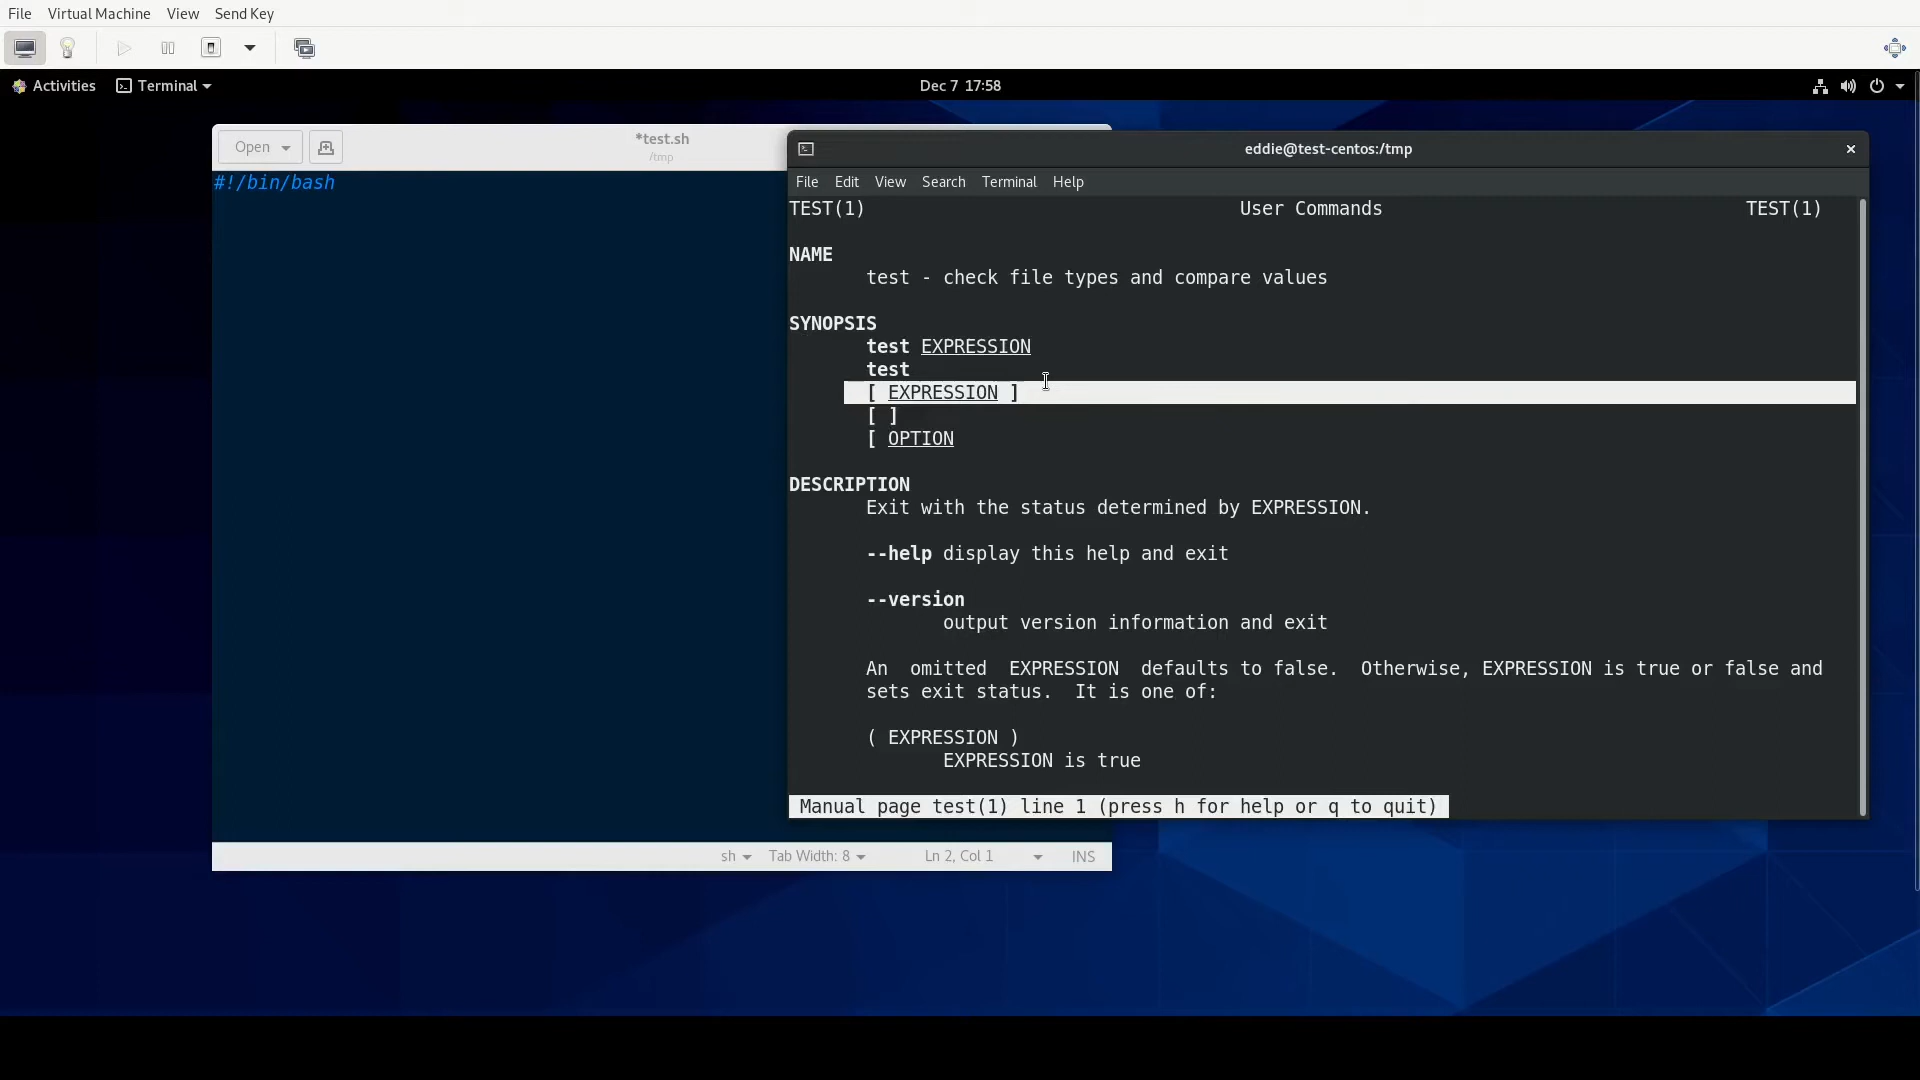 File Virtual Machine View Send Key
Activities Terminal Dec 7 17:58
Open *test.sh
/tmp
#!/bin/bash
sh Tab Width: 8 Ln 2, Col 1 INS
eddie@test-centos:/tmp
File Edit View Search Terminal Help
TEST(1) User Commands TEST(1)
NAME
test - check file types and compare values
SYNOPSIS
test EXPRESSION
test
[ EXPRESSION ]
[ ]
[ OPTION
DESCRIPTION
Exit with the status determined by EXPRESSION.
--help display this help and exit
--version
output version information and exit
An omitted EXPRESSION defaults to false. Otherwise, EXPRESSION is true or false and
sets exit status. It is one of:
( EXPRESSION )
EXPRESSION is true
Manual page test(1) line 1 (press h for help or q to quit)